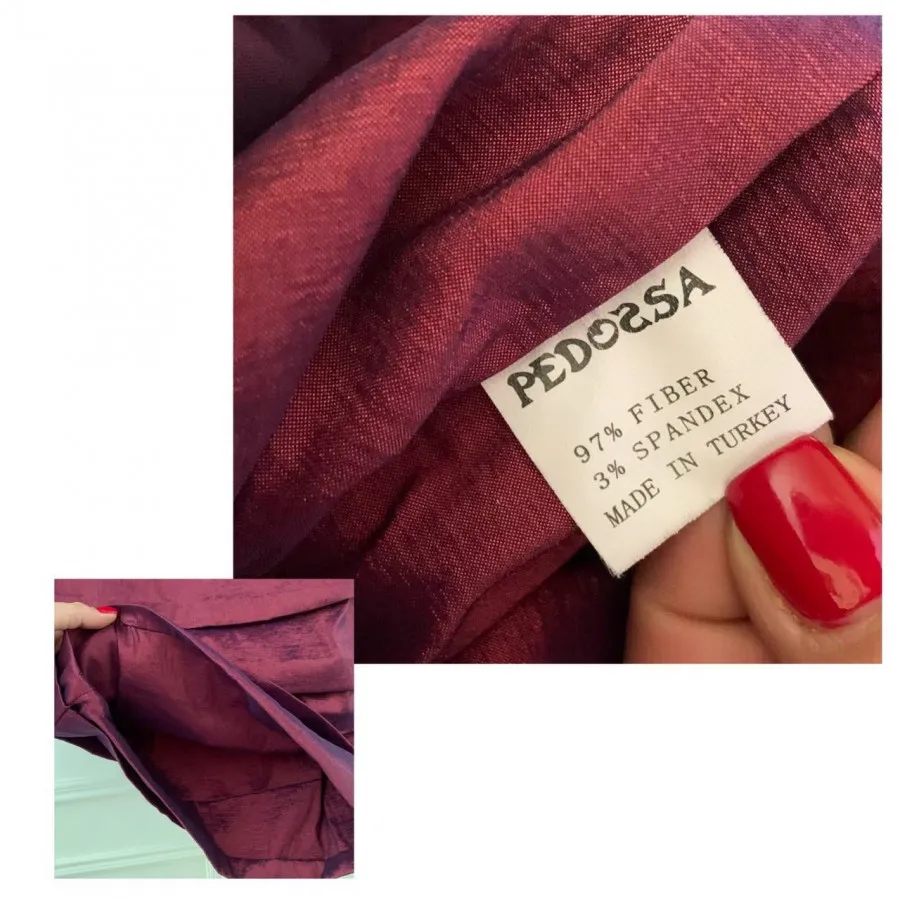 PEDOSSA
97% FIBER
3% SPANDEX
MADE IN TURKEY